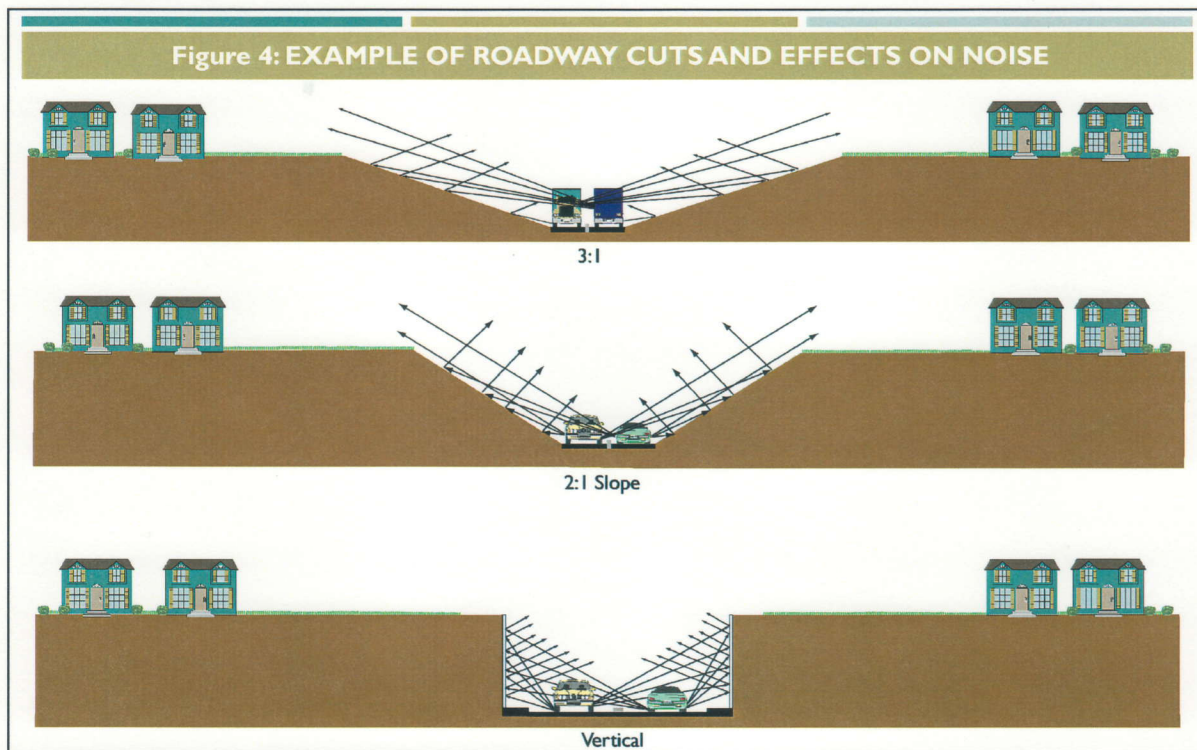 Figure 4: EXAMPLE OF ROADWAY CUTS AND EFFECTS ON NOISE
3:1
2:1 Slope
Vertical